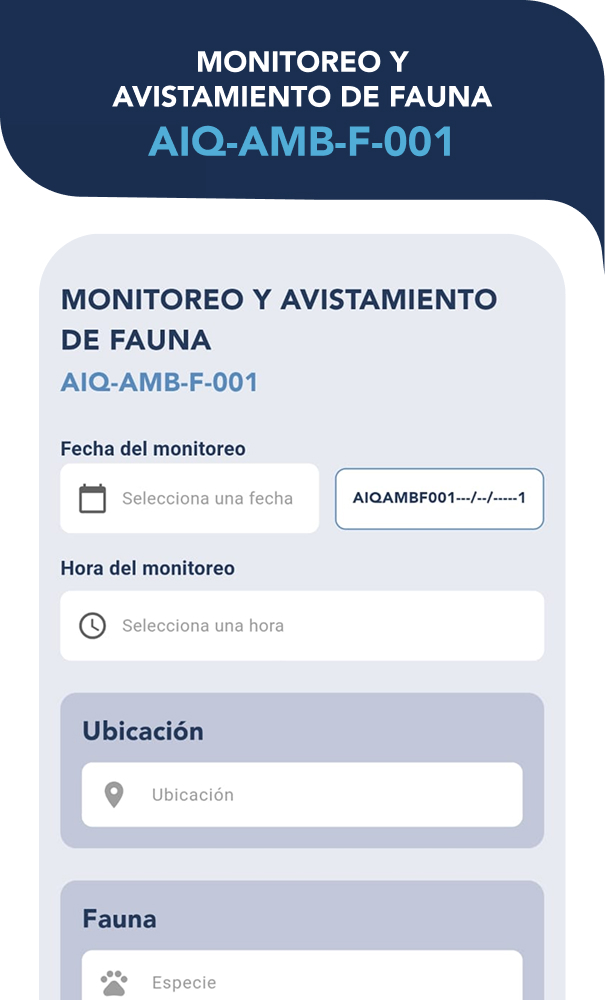 MONITOREO Y
AVISTAMIENTO DE FAUNA
AIQ-AMB-F-001
MONITOREO Y AVISTAMIENTO
DE FAUNA
AIQ-AMB-F-001
Fecha del monitoreo
Selecciona una fecha
AIQAMBF001---/--/-----1
Hora del monitoreo
Selecciona una hora
Ubicación
Ubicación
Fauna
Especie